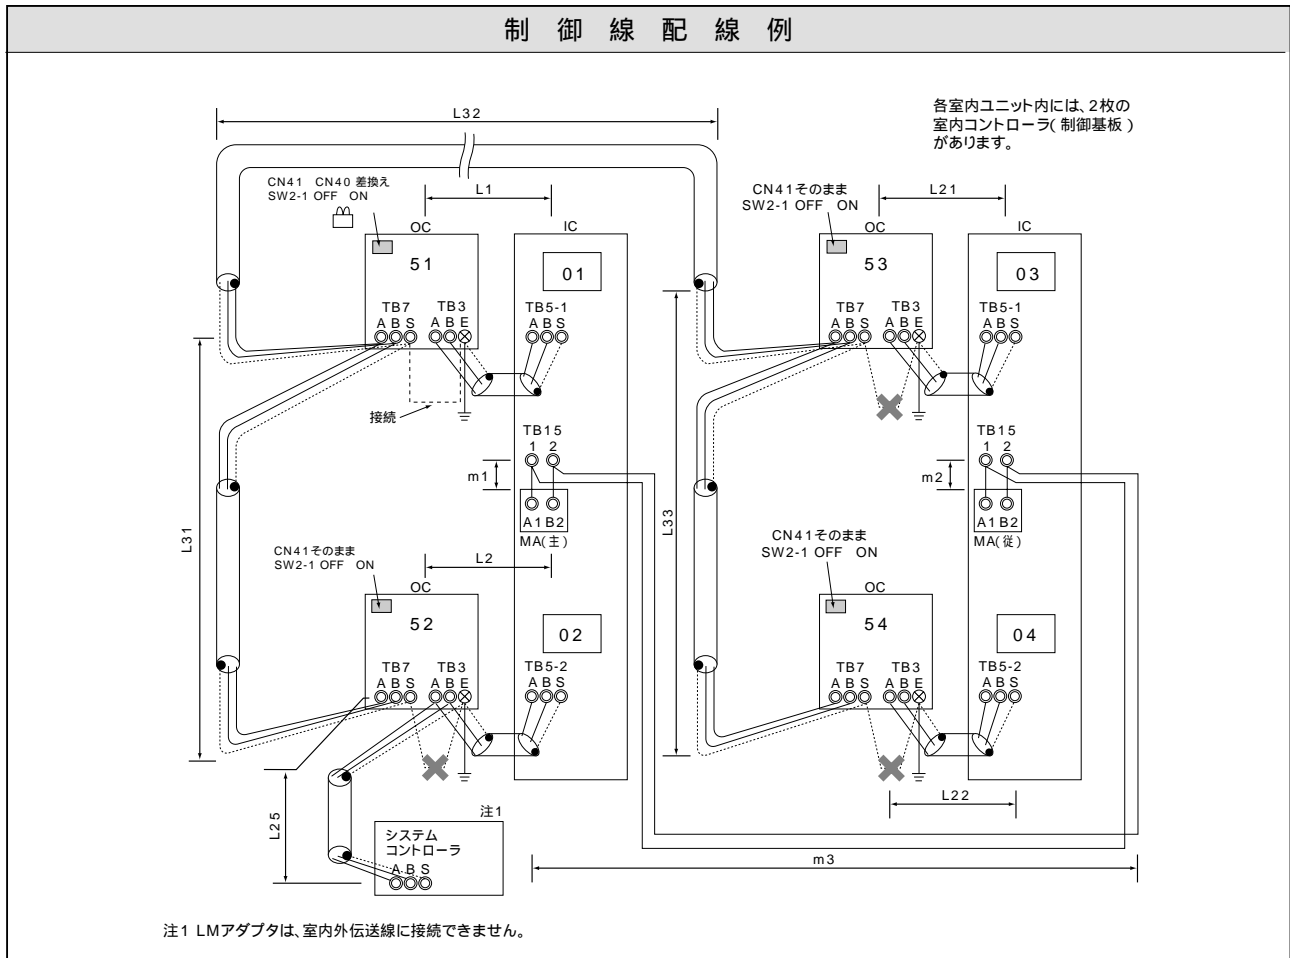 制御線配線例
各室内ユニット内には、2枚の
室内コントローラ(制御基板)
があります。
L32
CN41 CN40 差換え
SW2-1 OFF ON
L1
OC
IC
51
01
TB7
TB3
TB5-1
A B S
A B E
A B S
接続
CN41そのまま
SW2-1 OFF ON
L21
OC
IC
53
03
TB7
TB3
TB5-1
A B S
A B E
A B S
TB15
1 2
m1
A1 B2
MA(主)
TB15
1 2
m2
A1 B2
MA(従)
L31
L33
CN41そのまま
SW2-1 OFF ON
L2
OC
52
02
TB7
TB3
TB5-2
A B S
A B E
A B S
CN41そのまま
SW2-1 OFF ON
OC
54
04
TB7
TB3
TB5-2
A B S
A B E
A B S
L22
L25
注1
システム
コントローラ
A B S
m3
注1 LMアダプタは、室内外伝送線に接続できません。